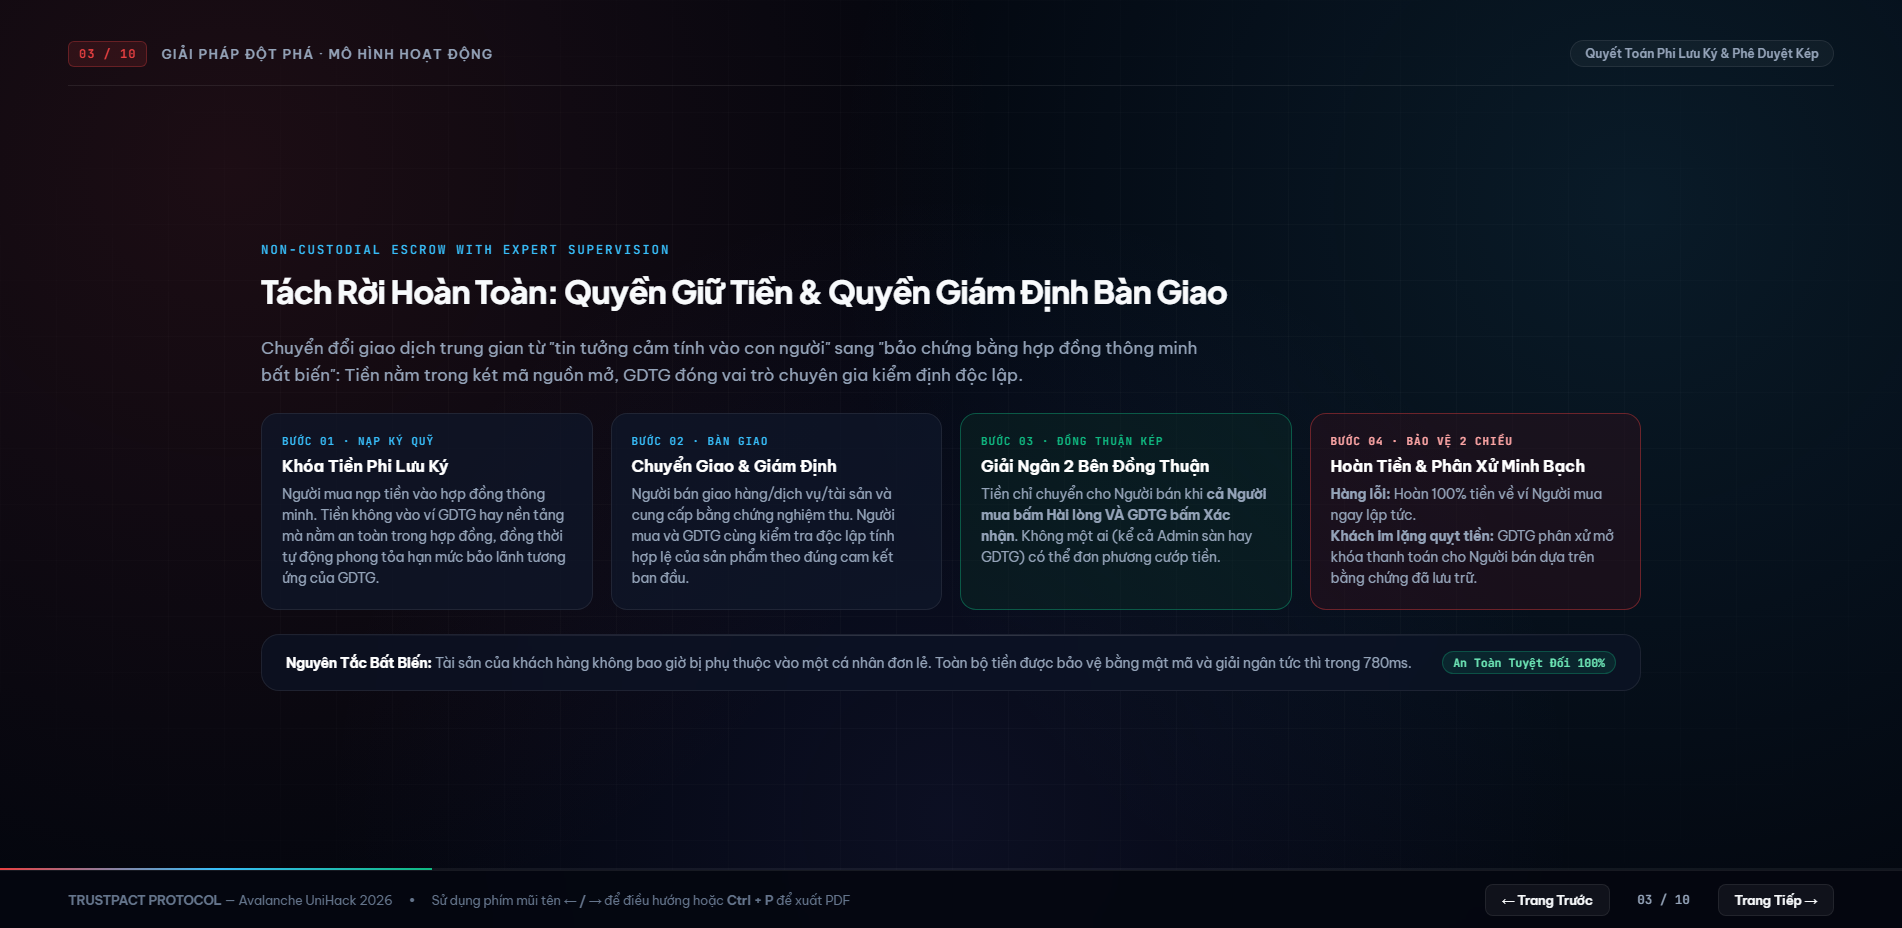 03 / 10
GIẢI PHÁP ĐỘT PHÁ · MÔ HÌNH HOẠT ĐỘNG
Quyết Toán Phi Lưu Ký & Phê Duyệt Kép
NON-CUSTODIAL ESCROW WITH EXPERT SUPERVISION
Tách Rời Hoàn Toàn: Quyền Giữ Tiền & Quyền Giám Định Bàn Giao
Chuyển đổi giao dịch trung gian từ "tin tưởng cảm tính vào con người" sang "bảo chứng bằng hợp đồng thông minh
bất biến": Tiền nằm trong két mã nguồn mở, GDTG đóng vai trò chuyên gia kiểm định độc lập.
BƯỚC 01 · NẠP KÝ QUỸ
Khóa Tiền Phi Lưu Ký
Người mua nạp tiền vào hợp đồng thông
minh. Tiền không vào ví GDTG hay nền tảng
mà nằm an toàn trong hợp đồng, đồng thời
tự động phong tỏa hạn mức bảo lãnh tương
ứng của GDTG.
BƯỚC 02 · BÀN GIAO
Chuyển Giao & Giám Định
Người bán giao hàng/dịch vụ/tài sản và
cung cấp bằng chứng nghiệm thu. Người
mua và GDTG cùng kiểm tra độc lập tính
hợp lệ của sản phẩm theo đúng cam kết
ban đầu.
BƯỚC 03 · ĐỒNG THUẬN KÉP
Giải Ngân 2 Bên Đồng Thuận
Tiền chỉ chuyển cho Người bán khi cả Người
mua bấm Hài lòng VÀ GDTG bấm Xác
nhận. Không một ai (kể cả Admin sàn hay
GDTG) có thể đơn phương cướp tiền.
BƯỚC 04 · BẢO VỆ 2 CHIỀU
Hoàn Tiền & Phân Xử Minh Bạch
Hàng lỗi: Hoàn 100% tiền về ví Người mua
ngay lập tức.
Khách im lặng quỵt tiền: GDTG phân xử mở
khóa thanh toán cho Người bán dựa trên
bằng chứng đã lưu trữ.
Nguyên Tắc Bất Biến: Tài sản của khách hàng không bao giờ bị phụ thuộc vào một cá nhân đơn lẻ. Toàn bộ tiền được bảo vệ bằng mật mã và giải ngân tức thì trong 780ms.
An Toàn Tuyệt Đối 100%
TRUSTPACT PROTOCOL — Avalanche UniHack 2026 • Sử dụng phím mũi tên ← / → để điều hướng hoặc Ctrl + P để xuất PDF
← Trang Trước
03 / 10
Trang Tiếp →